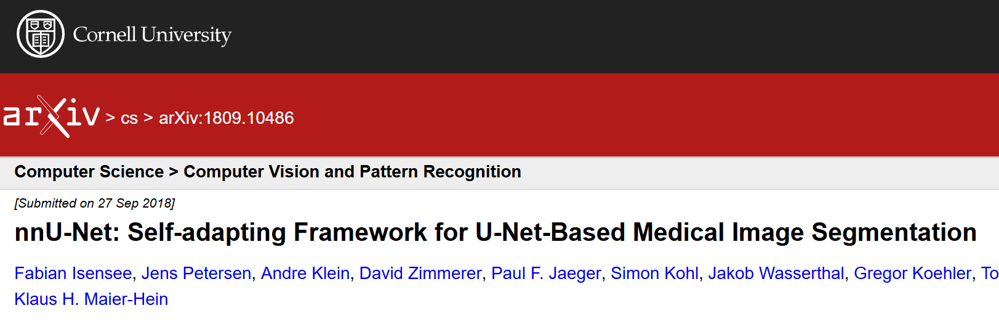 Cornell University
arXiv > cs > arXiv:1809.10486
Computer Science > Computer Vision and Pattern Recognition
[Submitted on 27 Sep 2018]
nnU-Net: Self-adapting Framework for U-Net-Based Medical Image Segmentation
Fabian Isensee, Jens Petersen, Andre Klein, David Zimmerer, Paul F. Jaeger, Simon Kohl, Jakob Wasserthal, Gregor Koehler, To
Klaus H. Maier-Hein